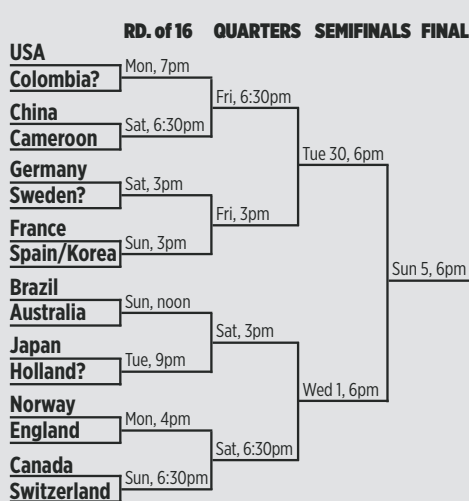 RD. of 16 QUARTERS SEMIFINALS FINAL
USA
Mon, 7pm
Colombia?
Fri, 6:30pm
China
Sat, 6:30pm
Cameroon
Tue 30, 6pm
Germany
Sat, 3pm
Sweden?
Fri, 3pm
France
Sun, 3pm
Spain/Korea
Sun 5, 6pm
Brazil
Sun, noon
Australia
Sat, 3pm
Japan
Tue, 9pm
Holland?
Wed 1, 6pm
Norway
Mon, 4pm
England
Sat, 6:30pm
Canada
Sun, 6:30pm
Switzerland